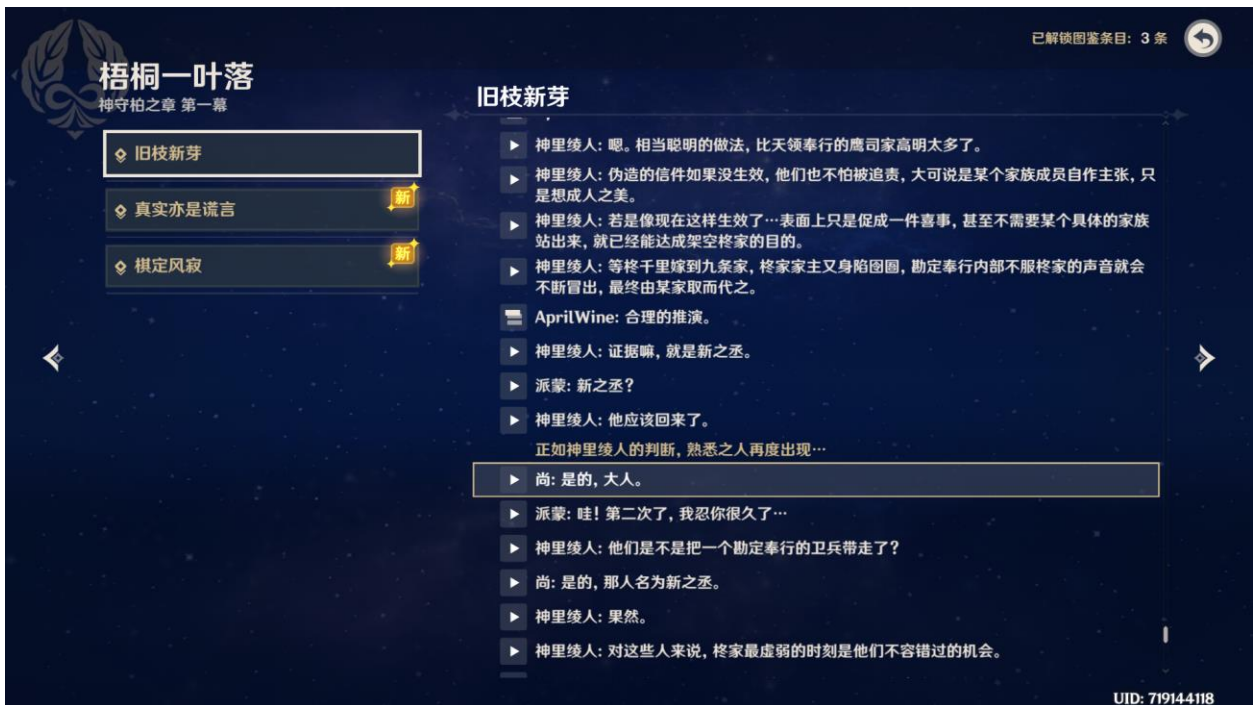 已解锁图鉴条目: 3 条
梧桐一叶落
神守柏之章 第一幕
旧枝新芽
新
真实亦是谎言
新
棋定风寂
旧枝新芽
神里绫人: 嗯。相当聪明的做法, 比天领奉行的鹰司家高明太多了。
神里绫人: 伪造的信件如果没生效, 他们也不怕被追责, 大可说是某个家族成员自作主张, 只
是想成人之美。
神里绫人: 若是像现在这样生效了…表面上只是促成一件喜事, 甚至不需要某个具体的家族
站出来, 就已经能达成架空柊家的目的。
神里绫人: 等柊千里嫁到九条家, 柊家家主又身陷囹圄, 勘定奉行内部不服柊家的声音就会
不断冒出, 最终由某家取而代之。
AprilWine: 合理的推演。
神里绫人: 证据嘛, 就是新之丞。
派蒙: 新之丞?
神里绫人: 他应该回来了。
正如神里绫人的判断, 熟悉之人再度出现…
尚: 是的, 大人。
派蒙: 哇! 第二次了, 我忍你很久了…
神里绫人: 他们是不是把一个勘定奉行的卫兵带走了?
尚: 是的, 那人名为新之丞。
神里绫人: 果然。
神里绫人: 对这些人来说, 柊家最虚弱的时刻是他们不容错过的机会。
UID: 719144118